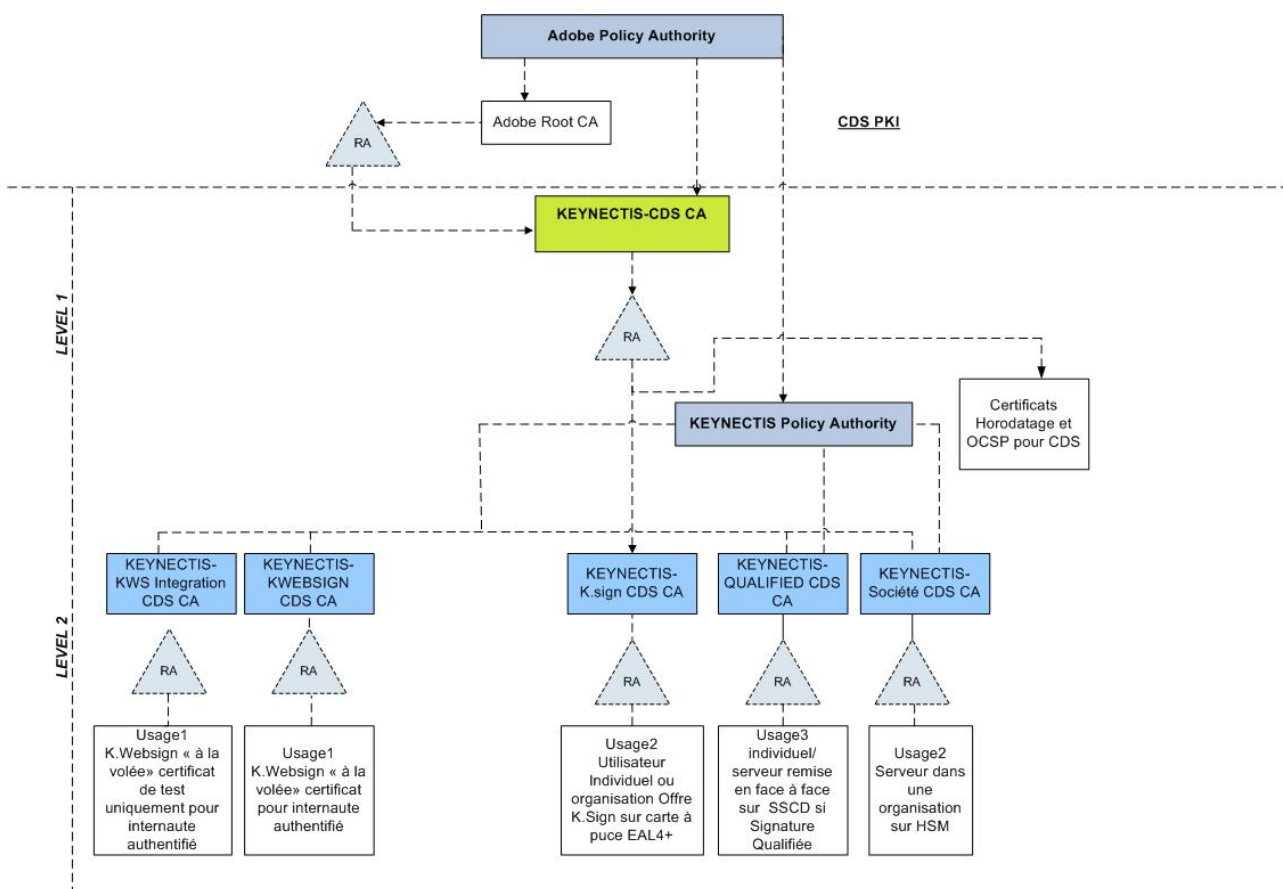 Adobe Policy Authority
Adobe Root CA
CDS PKI
RA
KEYNECTIS-CDS CA
LEVEL 1
RA
Certificats
Horodatage et
OCSP pour CDS
KEYNECTIS Policy Authority
KEYNECTIS-
KWS Integration
CDS CA
KEYNECTIS-
KWEBSIGN
CDS CA
KEYNECTIS-
K.sign CDS CA
KEYNECTIS-
QUALIFIED CDS
CA
KEYNECTIS-
Société CDS CA
LEVEL 2
RA
RA
RA
RA
RA
Usage1
K.Websign « à la
volée» certificat
de test
uniquement pour
internaute
authentifié
Usage1
K.Websign « à la
volée» certificat
pour internaute
authentifié
Usage2
Utilisateur
Individuel ou
organisation Offre
K.Sign sur carte à
puce EAL4+
Usage3
individuel/
serveur remise
en face à face
sur SSCD si
Signature
Qualifiée
Usage2
Serveur dans
une
organisation
sur HSM